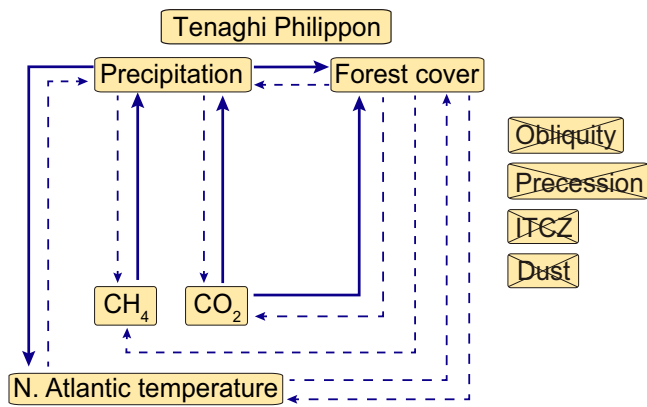 Tenaghi Philippon
Precipitation
Forest cover
Obliquity
Precession
ITCZ
Dust
CH4
CO2
N. Atlantic temperature